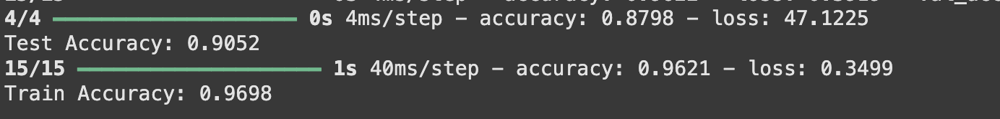 4/4 ━━━━━━━━━━━━━━━━━━━━ 0s 4ms/step - accuracy: 0.8798 - loss: 47.1225
Test Accuracy: 0.9052
15/15 ━━━━━━━━━━━━━━━━━━━━ 1s 40ms/step - accuracy: 0.9621 - loss: 0.3499
Train Accuracy: 0.9698